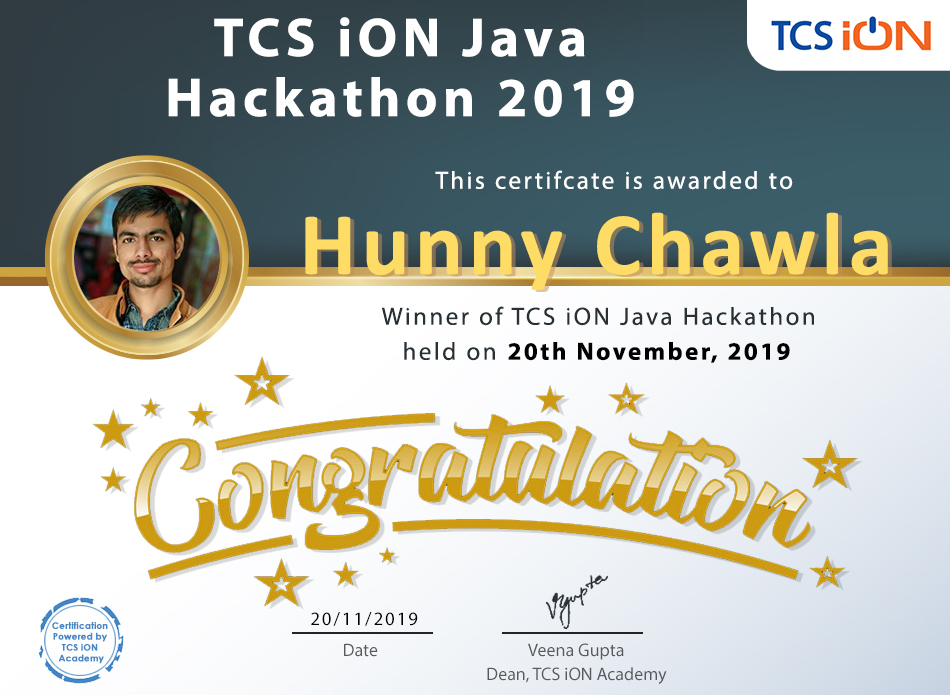 TCS iON Java
Hackathon 2019
TCS iON
This certifcate is awarded to
Hunny Chawla
Winner of TCS iON Java Hackathon
held on 20th November, 2019
Congratulation
Certification
Powered by
TCS iON
Academy
20/11/2019
Date
VGupta
Veena Gupta
Dean, TCS iON Academy